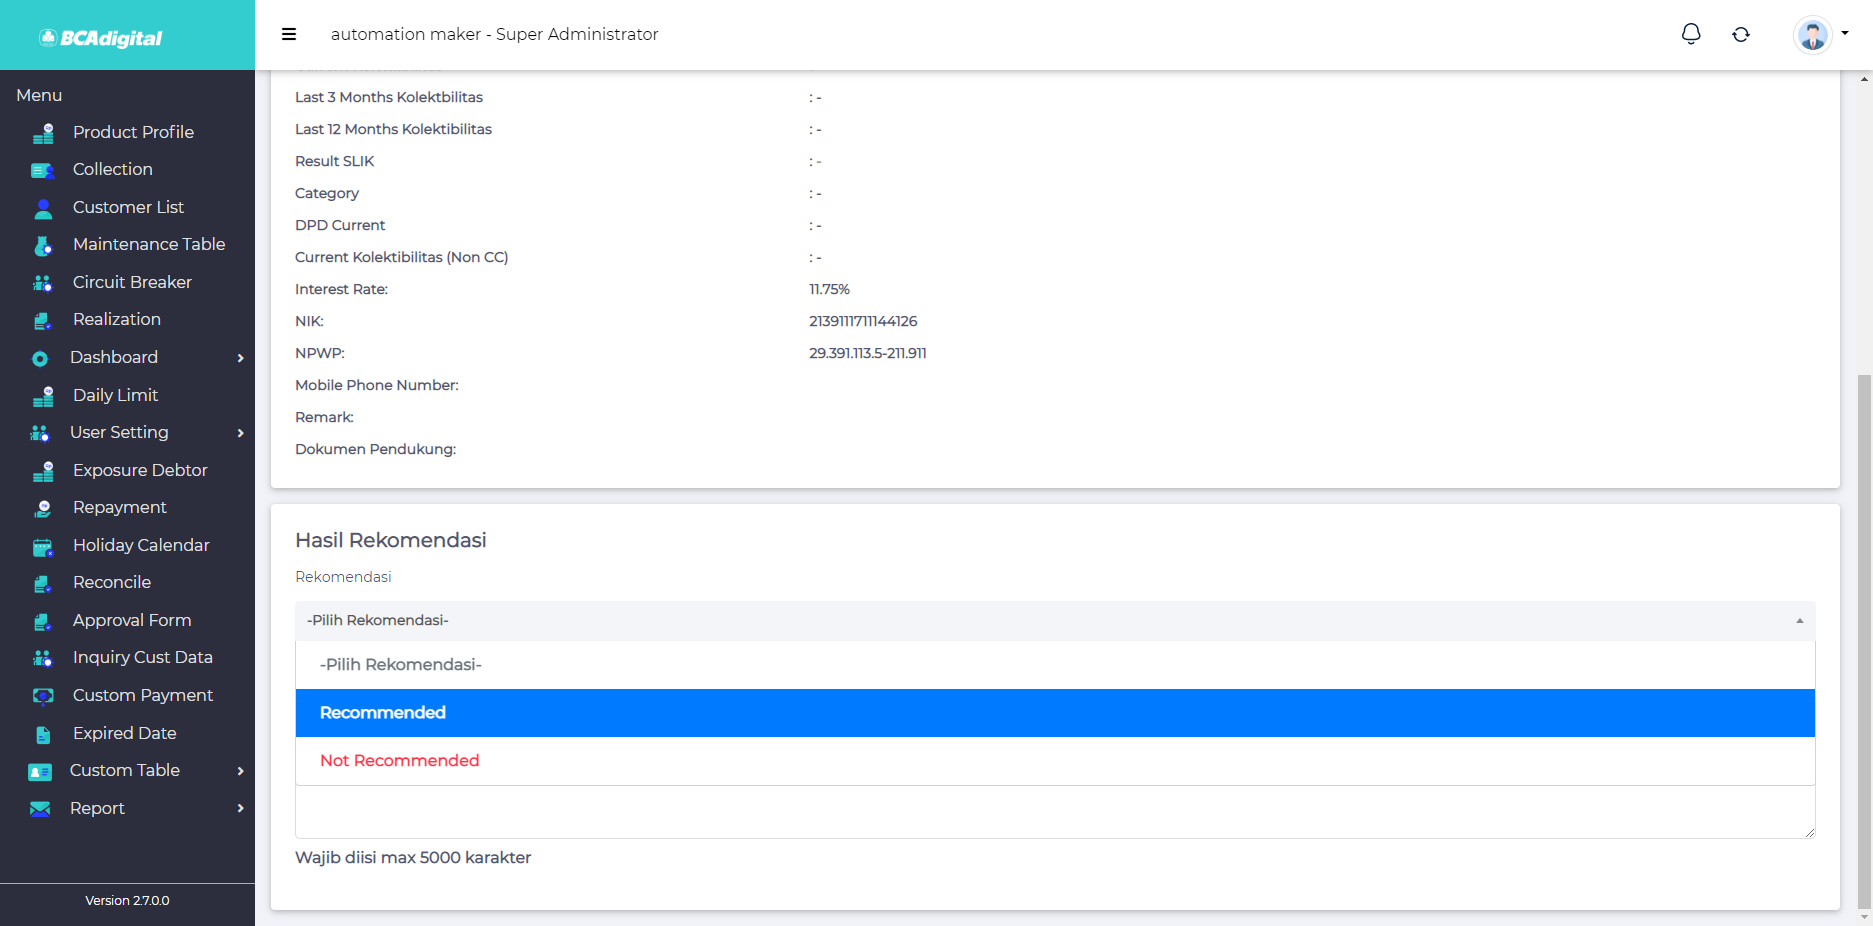 BCAdigital
automation maker - Super Administrator
Menu
Product Profile
Collection
Customer List
Maintenance Table
Circuit Breaker
Realization
Dashboard
Daily Limit
User Setting
Exposure Debtor
Repayment
Holiday Calendar
Reconcile
Approval Form
Inquiry Cust Data
Custom Payment
Expired Date
Custom Table
Report
Version 2.7.0.0
Last 3 Months Kolektbilitas : -
Last 12 Months Kolektibilitas : -
Result SLIK : -
Category : -
DPD Current : -
Current Kolektibilitas (Non CC) : -
Interest Rate: 11.75%
NIK: 2139111711144126
NPWP: 29.391.113.5-211.911
Mobile Phone Number:
Remark:
Dokumen Pendukung:
Hasil Rekomendasi
Rekomendasi
-Pilih Rekomendasi-
-Pilih Rekomendasi-
Recommended
Not Recommended
Wajib diisi max 5000 karakter